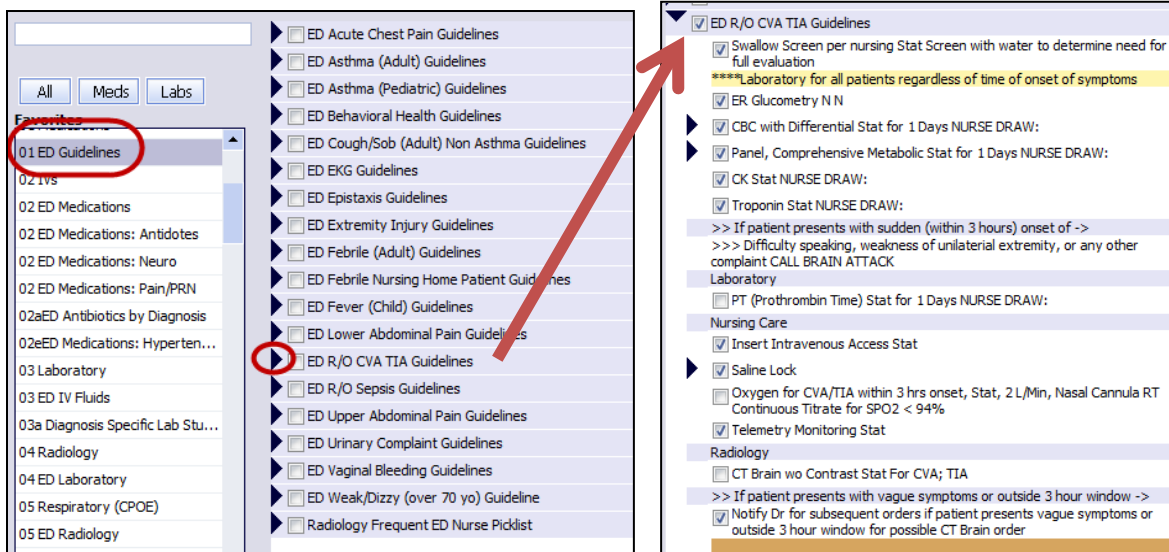 All
Meds
Labs
Favorites
01 ED Guidelines
02 IVs
02 ED Medications
02 ED Medications: Antidotes
02 ED Medications: Neuro
02 ED Medications: Pain/PRN
02aED Antibiotics by Diagnosis
02eED Medications: Hyperten...
03 Laboratory
03 ED IV Fluids
03a Diagnosis Specific Lab Stu...
04 Radiology
04 ED Laboratory
05 Respiratory (CPOE)
05 ED Radiology
ED Acute Chest Pain Guidelines
ED Asthma (Adult) Guidelines
ED Asthma (Pediatric) Guidelines
ED Behavioral Health Guidelines
ED Cough/Sob (Adult) Non Asthma Guidelines
ED EKG Guidelines
ED Epistaxis Guidelines
ED Extremity Injury Guidelines
ED Febrile (Adult) Guidelines
ED Febrile Nursing Home Patient Guidelines
ED Fever (Child) Guidelines
ED Lower Abdominal Pain Guidelines
ED R/O CVA TIA Guidelines
ED R/O Sepsis Guidelines
ED Upper Abdominal Pain Guidelines
ED Urinary Complaint Guidelines
ED Vaginal Bleeding Guidelines
ED Weak/Dizzy (over 70 yo) Guideline
Radiology Frequent ED Nurse Picklist
ED R/O CVA TIA Guidelines
Swallow Screen per nursing Stat Screen with water to determine need for
full evaluation
****Laboratory for all patients regardless of time of onset of symptoms
ER Glucometry N N
CBC with Differential Stat for 1 Days NURSE DRAW:
Panel, Comprehensive Metabolic Stat for 1 Days NURSE DRAW:
CK Stat NURSE DRAW:
Troponin Stat NURSE DRAW:
>> If patient presents with sudden (within 3 hours) onset of ->
>>> Difficulty speaking, weakness of unilaterial extremity, or any other
complaint CALL BRAIN ATTACK
Laboratory
PT (Prothrombin Time) Stat for 1 Days NURSE DRAW:
Nursing Care
Insert Intravenous Access Stat
Saline Lock
Oxygen for CVA/TIA within 3 hrs onset, Stat, 2 L/Min, Nasal Cannula RT
Continuous Titrate for SPO2 < 94%
Telemetry Monitoring Stat
Radiology
CT Brain wo Contrast Stat For CVA; TIA
>> If patient presents with vague symptoms or outside 3 hour window ->
Notify Dr for subsequent orders if patient presents vague symptoms or
outside 3 hour window for possible CT Brain order